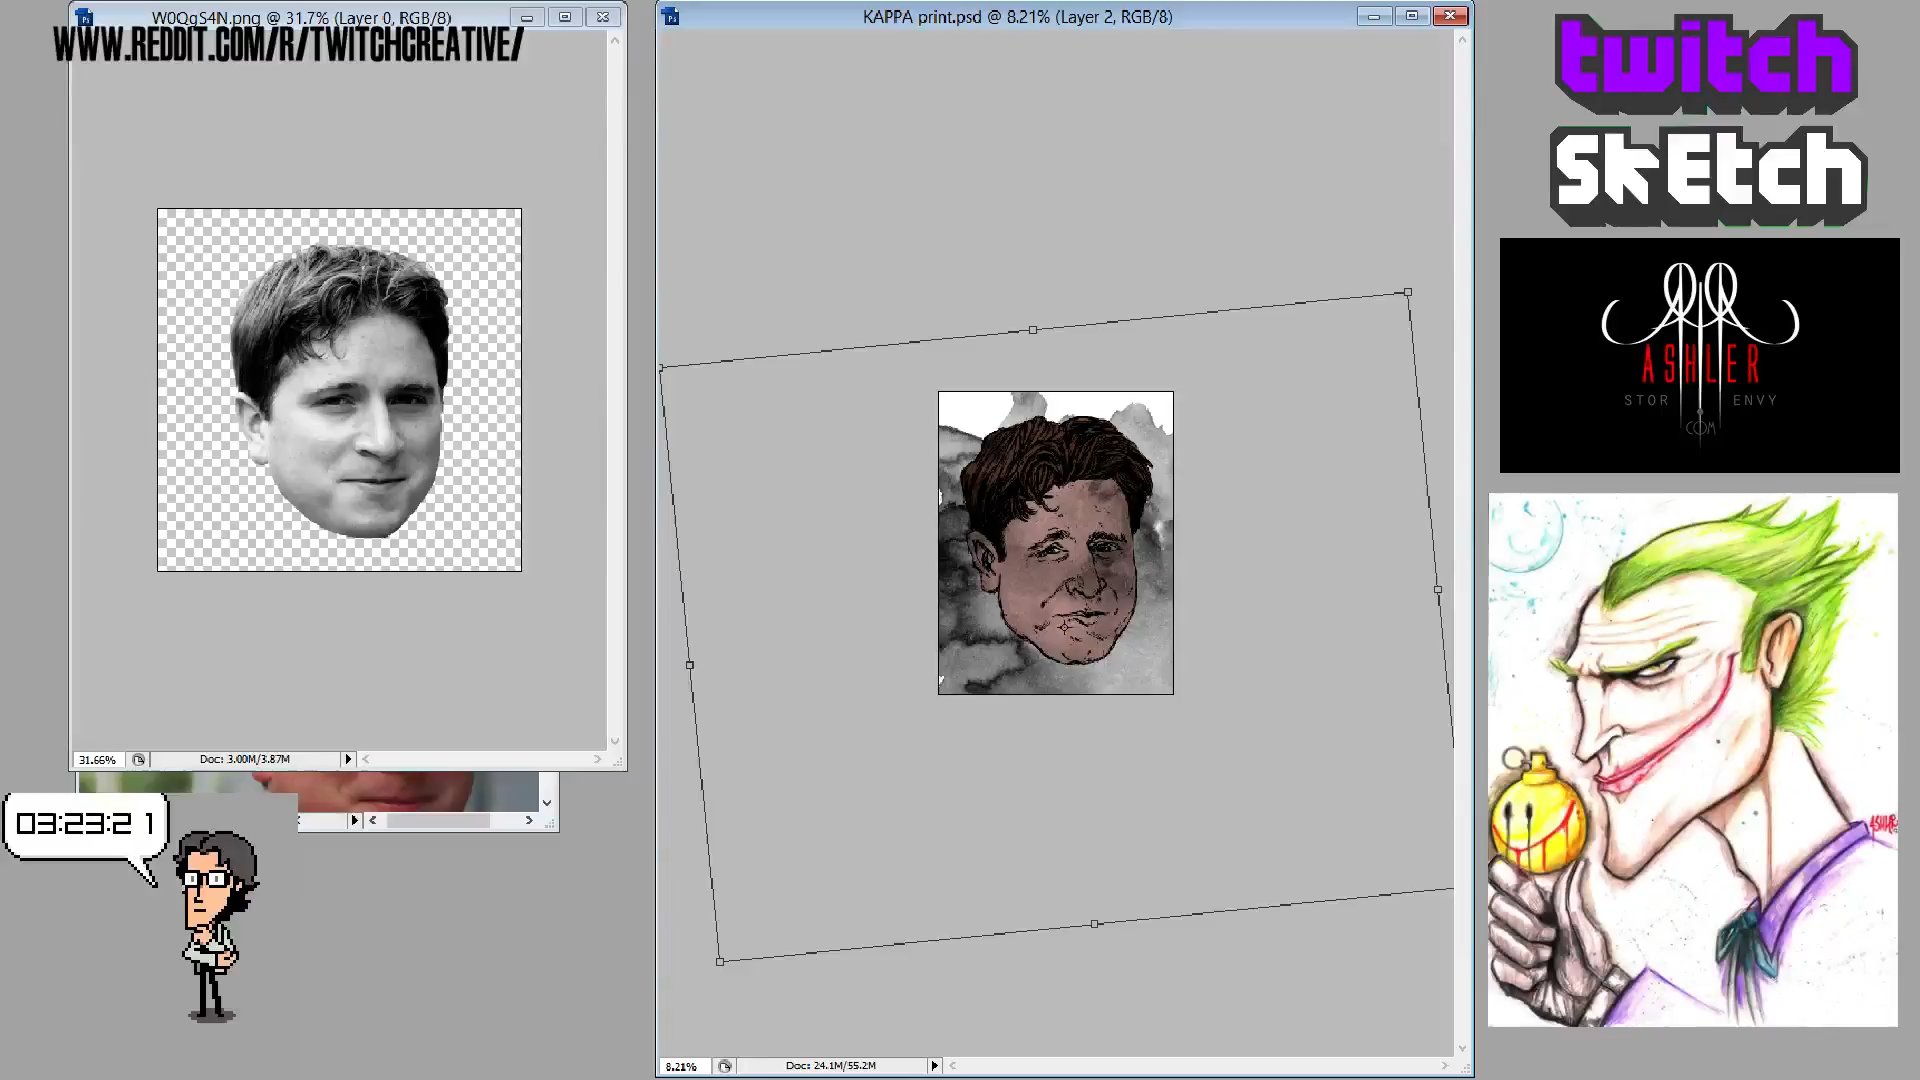 W0QgS4N.png @ 31.7% (Layer 0, RGB/8)
WWW.REDDIT.COM/R/TWITCHCREATIVE/
KAPPA print.psd @ 8.21% (Layer 2, RGB/8)
twitch
SkEtch
ASHLER
STOR ENVY
COM
31.66% Doc: 3.00M/3.87M
03:23:21
ASHLER
8.21% Doc: 24.1M/55.2M